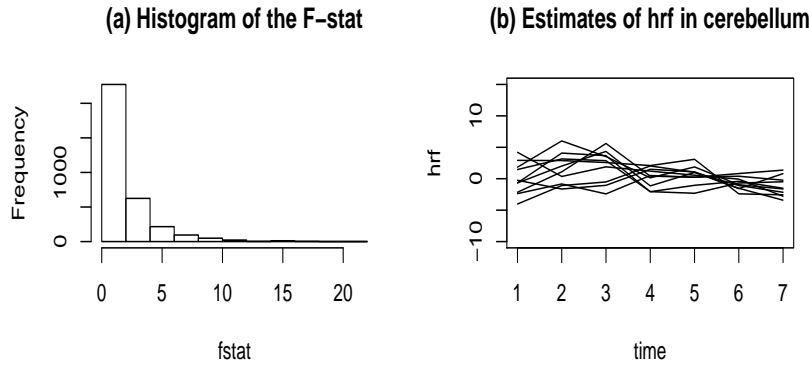 (a) Histogram of the F−stat
Frequency
0 1000
0 5 10 15 20
fstat
(b) Estimates of hrf in cerebellum
hrf
−10 0 10
1 2 3 4 5 6 7
time